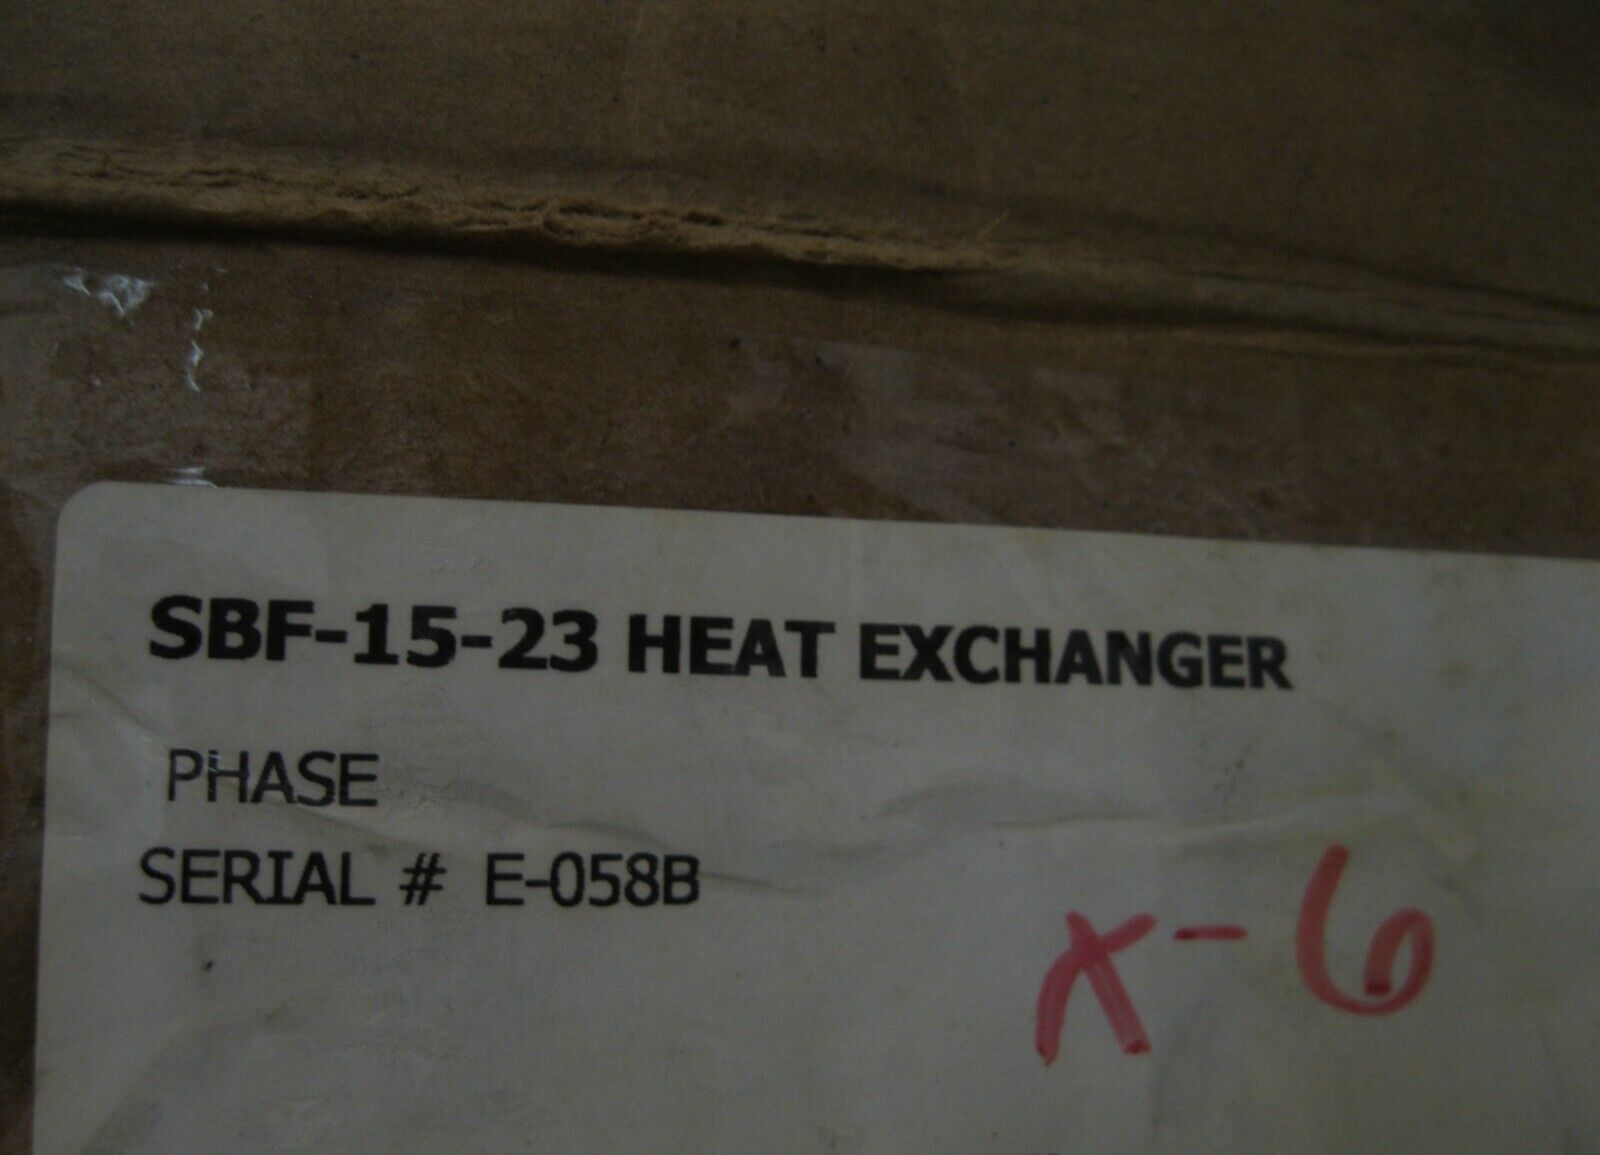 SBF-15-23 HEAT EXCHANGER
PHASE
SERIAL # E-058B
X-6